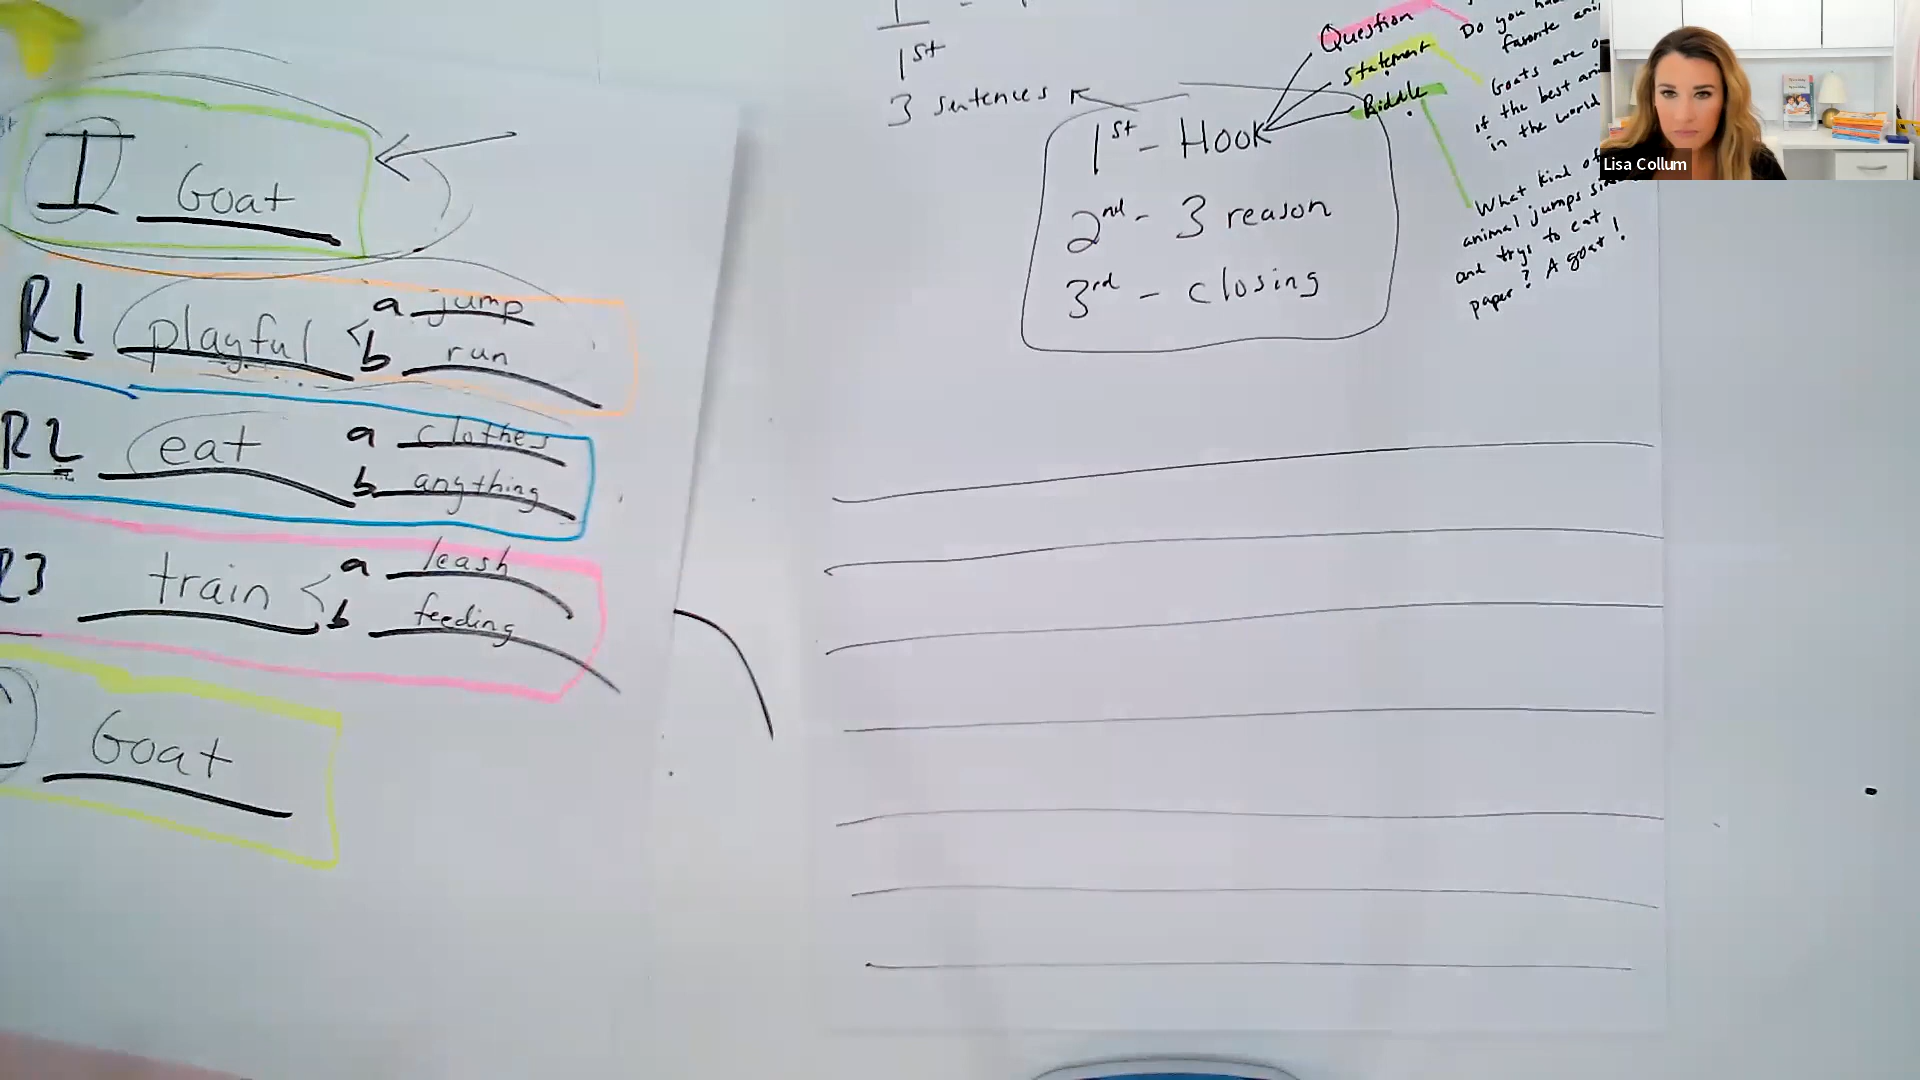 I Goat
R1 playful a jump
b run
R2 eat a clothes
b anything
R3 train a leash
b feeding
Goat
1st
3 sentences
1st - Hook
2nd - 3 reason
3rd - closing
Question
Statement
Riddle
Do you
favorite
Goats are
of the best
in the world
What kind of
animal jumps
and trys to eat
paper? A goat!
Lisa Collum